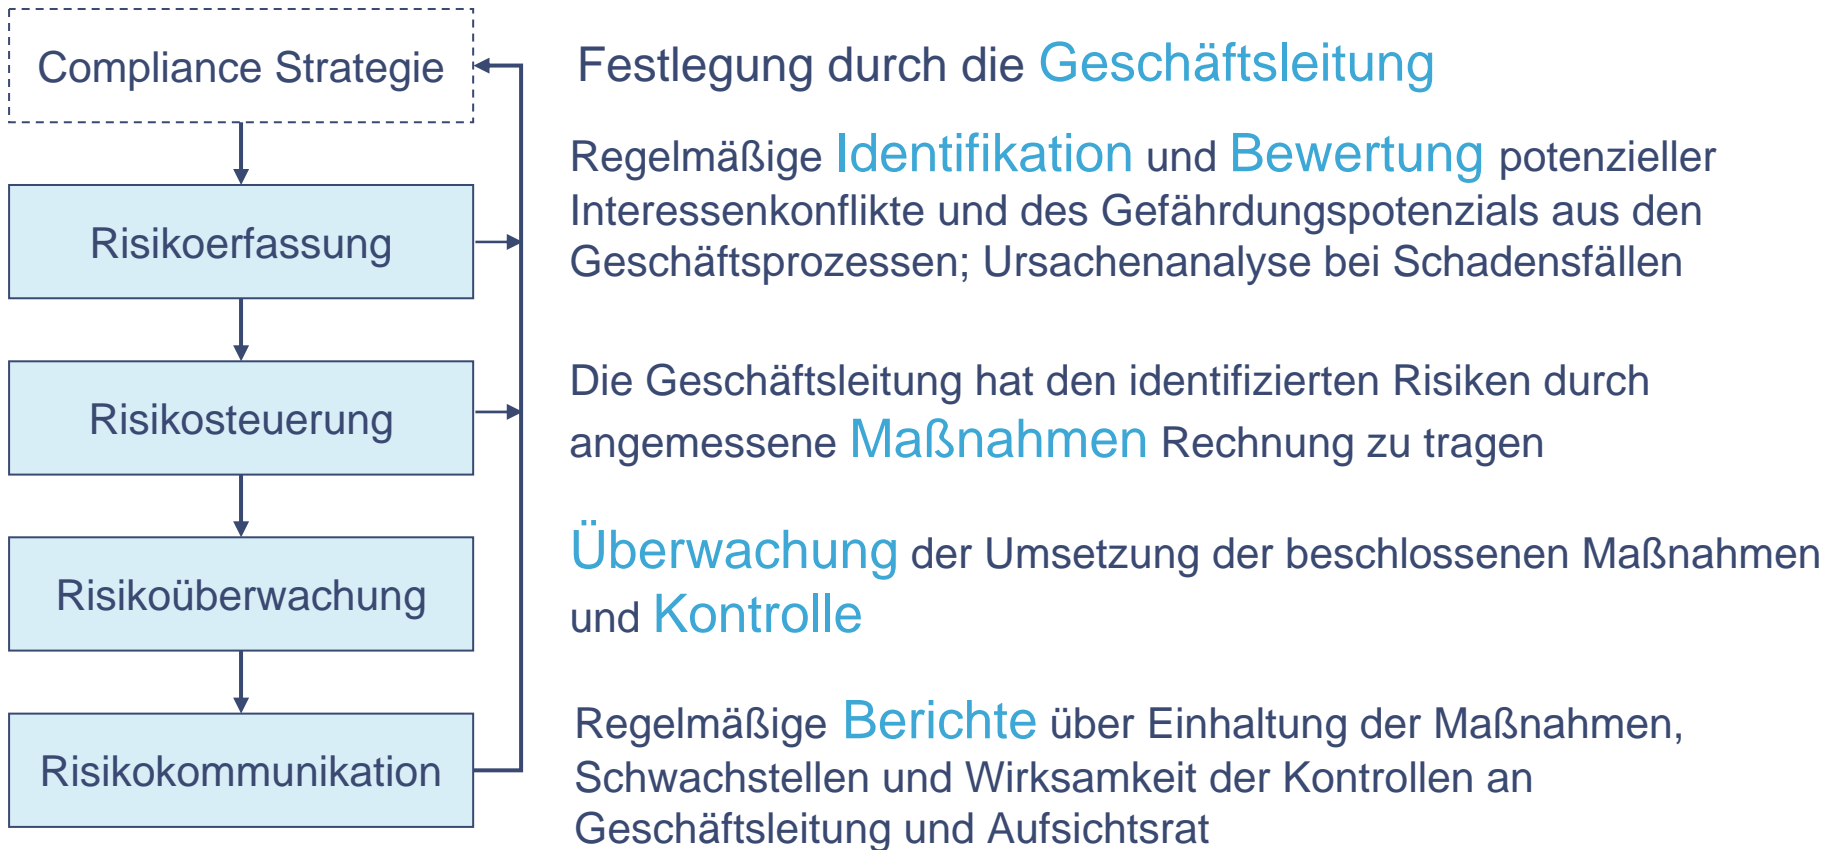 Compliance Strategie
Festlegung durch die Geschäftsleitung
Risikoerfassung
Regelmäßige Identifikation und Bewertung potenzieller
Interessenkonflikte und des Gefährdungspotenzials aus den
Geschäftsprozessen; Ursachenanalyse bei Schadensfällen
Risikosteuerung
Die Geschäftsleitung hat den identifizierten Risiken durch
angemessene Maßnahmen Rechnung zu tragen
Risikoüberwachung
Überwachung der Umsetzung der beschlossenen Maßnahmen
und Kontrolle
Risikokommunikation
Regelmäßige Berichte über Einhaltung der Maßnahmen,
Schwachstellen und Wirksamkeit der Kontrollen an
Geschäftsleitung und Aufsichtsrat